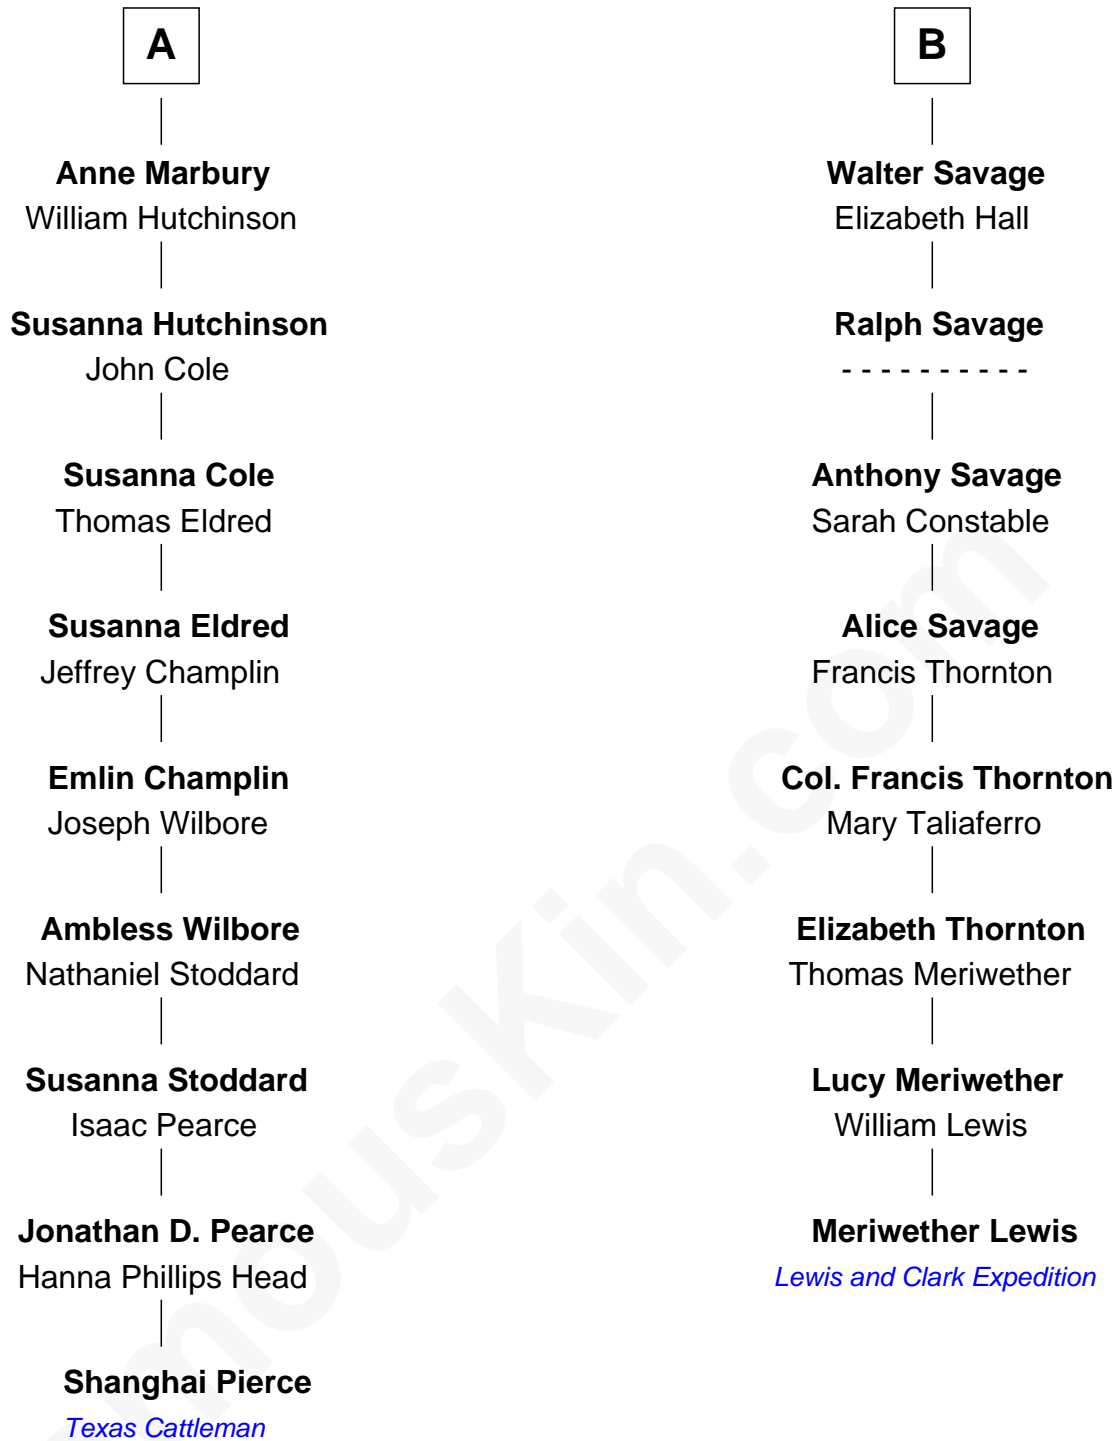 A
Anne Marbury
William Hutchinson
Susanna Hutchinson
John Cole
Susanna Cole
Thomas Eldred
Susanna Eldred
Jeffrey Champlin
Emlin Champlin
Joseph Wilbore
Ambless Wilbore
Nathaniel Stoddard
Susanna Stoddard
Isaac Pearce
Jonathan D. Pearce
Hanna Phillips Head
Shanghai Pierce
Texas Cattleman
B
Walter Savage
Elizabeth Hall
Ralph Savage
- - - - - - - - - -
Anthony Savage
Sarah Constable
Alice Savage
Francis Thornton
Col. Francis Thornton
Mary Taliaferro
Elizabeth Thornton
Thomas Meriwether
Lucy Meriwether
William Lewis
Meriwether Lewis
Lewis and Clark Expedition
mousKin.com